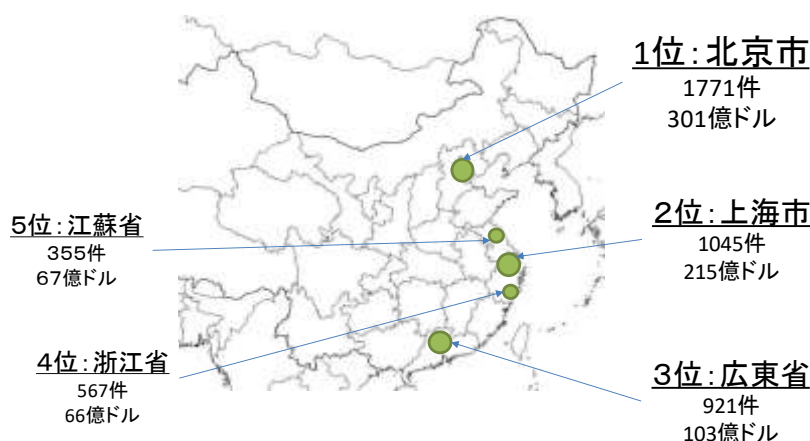 1位：北京市
1771件
301億ドル
2位：上海市
1045件
215億ドル
3位：広東省
921件
103億ドル
4位：浙江省
567件
66億ドル
5位：江蘇省
355件
67億ドル